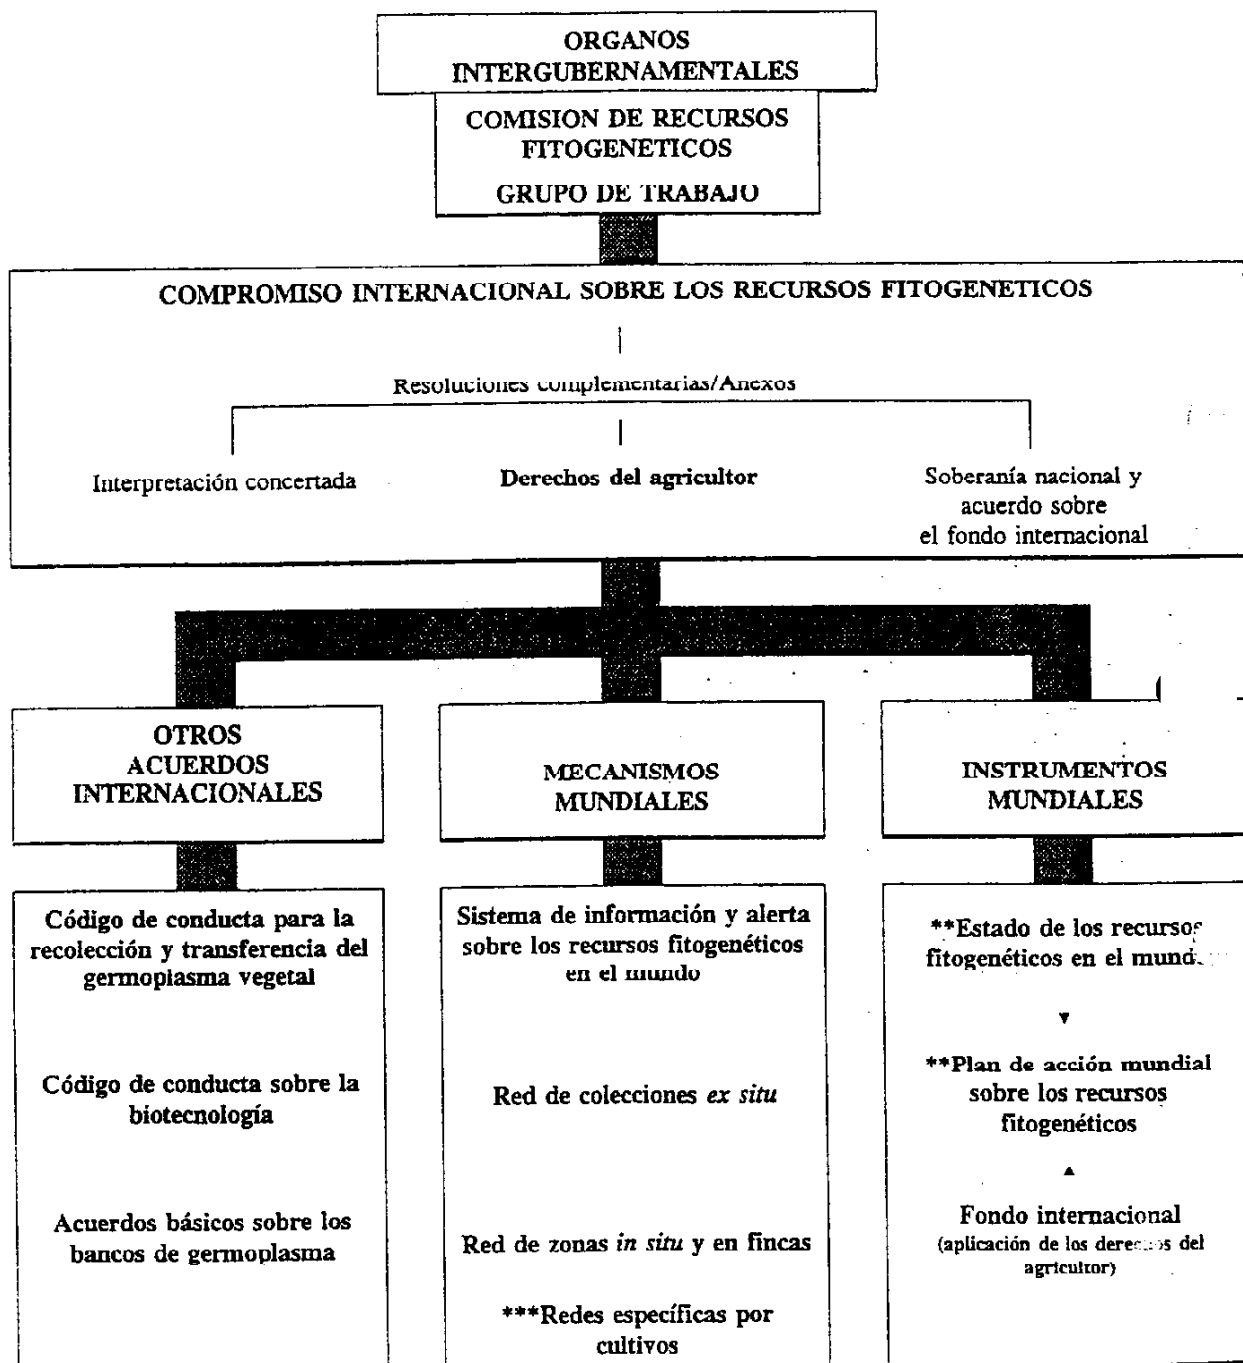 ORGANOS
INTERGUBERNAMENTALES
COMISION DE RECURSOS
FITOGENETICOS
GRUPO DE TRABAJO
COMPROMISO INTERNACIONAL SOBRE LOS RECURSOS FITOGENETICOS
Resoluciones complementarias/Anexos
Interpretación concertada
Derechos del agricultor
Soberanía nacional y
acuerdo sobre
el fondo internacional
OTROS
ACUERDOS
INTERNACIONALES
MECANISMOS
MUNDIALES
INSTRUMENTOS
MUNDIALES
Código de conducta para la
recolección y transferencia del
germoplasma vegetal
Código de conducta sobre la
biotecnología
Acuerdos básicos sobre los
bancos de germoplasma
Sistema de información y alerta
sobre los recursos fitogenéticos
en el mundo
Red de colecciones ex situ
Red de zonas in situ y en fincas
***Redes específicas por
cultivos
**Estado de los recursos
fitogenéticos en el mund
**Plan de acción mundial
sobre los recursos
fitogenéticos
Fondo internacional
(aplicación de los derechos del
agricultor)